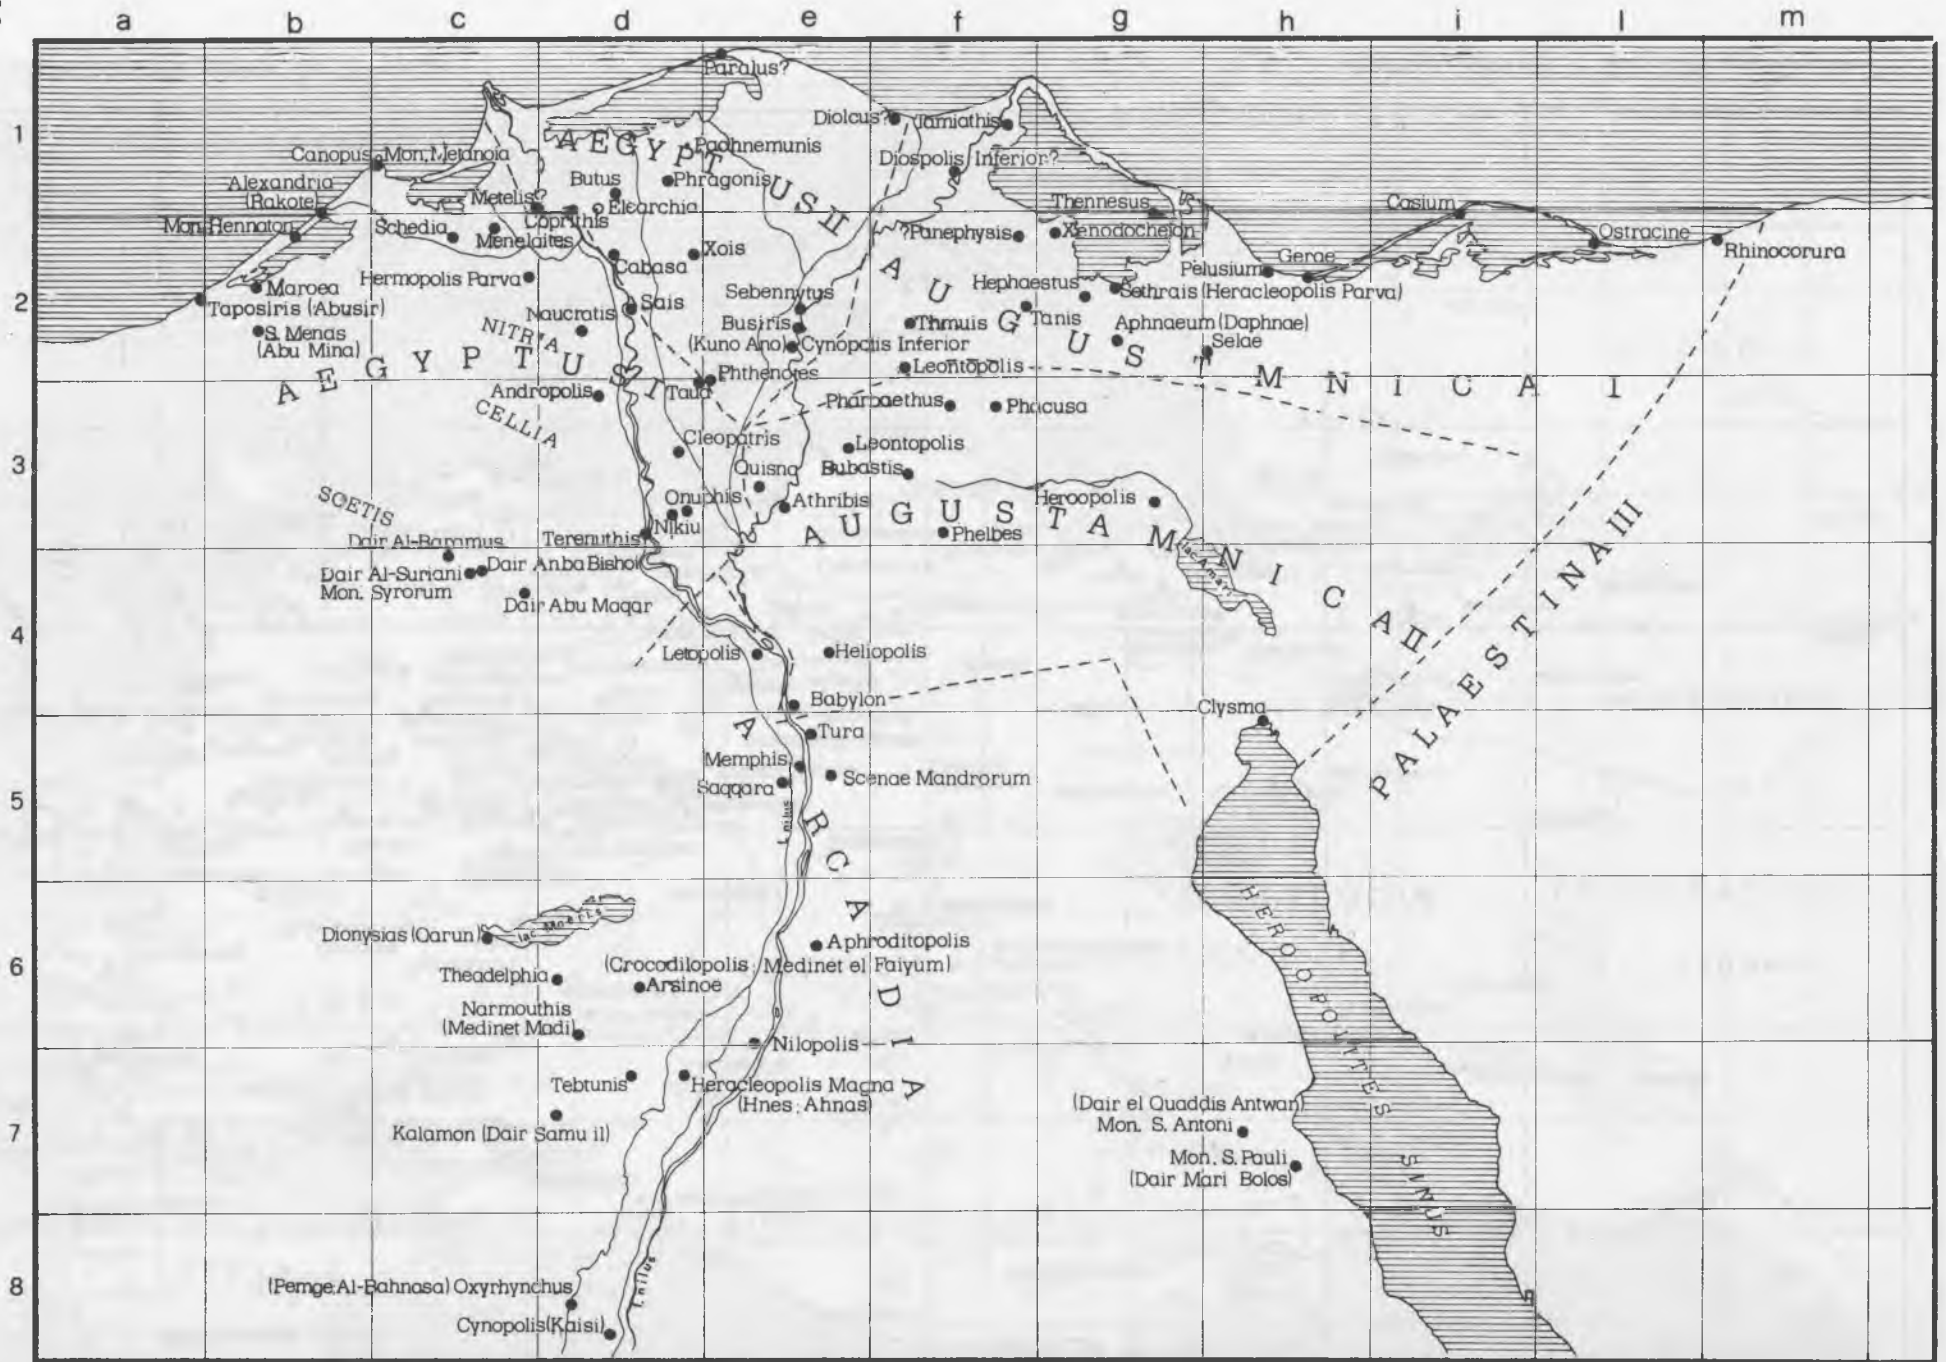 a b c d e f g h i l m
1
2
3
4
5
6
7
8
Paralus?
Diolcus?
Tamiathis
AEGYPTUS II
Pachnemunis
Canopus
Mon. Metanoia
Diospolis Inferior?
Alexandria
(Rakote)
Butus
Phragonis
Metelis?
Elearchia
Thennesus
Casium
Mon. Hennaton
Schedia
Coprithis
Menelaites
Xois
?Panephysis
Xenodocheion
Ostracine
Rhinocorura
Cabasa
Gerae
Pelusium
Hermopolis Parva
Maroea
Hephaestus
Sethrais (Heracleopolis Parva)
Taposiris (Abusir)
Sais
Sebennytus
Naucratis
Tanis
S. Menas
(Abu Mina)
NITRIA
Busiris
Thmuis
Aphnaeum (Daphnae)
Selae
(Kuno Ano)
Cynopolis Inferior
AEGYPTUS I
AUGUSTMNICA I
Phthenotes
Leontopolis
Andropolis
Taua
Pharbaethus
Phacusa
CELLIA
Cleopatris
Leontopolis
Quisna
Bubastis
SCETIS
Onuphis
Athribis
Heroopolis
Nikiu
Terenuthis
AUGUSTAMNICA II
Phelbes
Dair Al-Baramus
lac. Amari
Dair Anba Bishoi
Dair Al-Suriani
Mon. Syrorum
Dair Abu Maqar
PALAESTINA III
Letopolis
Heliopolis
Babylon
Clysma
Tura
Memphis
Scenae Mandrorum
Saqqara
f. nilus
ARCADIA
lac Moeris
Dionysias (Qarun)
Aphroditopolis
(Crocodilopolis; Medinet el Faiyum)
Theadelphia
Arsinoe
Narmouthis
(Medinet Madi)
HEROOPOLITES SINUS
Nilopolis
Tebtunis
Heracleopolis Magna
(Hnes; Ahnas)
(Dair el Quaddis Antwan)
Mon. S. Antoni
Kalamon (Dair Samu il)
Mon. S. Pauli
(Dair Mari Bolos)
(Pemge; Al-Bahnasa) Oxyrhynchus
f. nilus
Cynopolis (Kaisi)